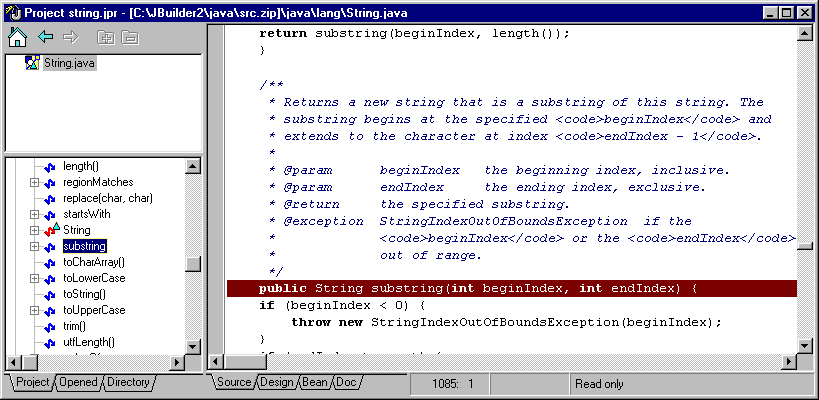 Project string.jpr - [C:\JBuilder2\java\src.zip]\java\lang\String.java
String.java
length()
regionMatches
replace(char, char)
startsWith
String
substring
toCharArray()
toLowerCase
toString()
toUpperCase
trim()
utfLength()
Project Opened Directory
return substring(beginIndex, length());
}
/**
* Returns a new string that is a substring of this string. The
* substring begins at the specified <code>beginIndex</code> and
* extends to the character at index <code>endIndex - 1</code>.
*
* @param beginIndex the beginning index, inclusive.
* @param endIndex the ending index, exclusive.
* @return the specified substring.
* @exception StringIndexOutOfBoundsException if the
* <code>beginIndex</code> or the <code>endIndex</code>
* out of range.
*/
public String substring(int beginIndex, int endIndex) {
if (beginIndex < 0) {
throw new StringIndexOutOfBoundsException(beginIndex);
}
Source Design Bean Doc
1085: 1
Read only